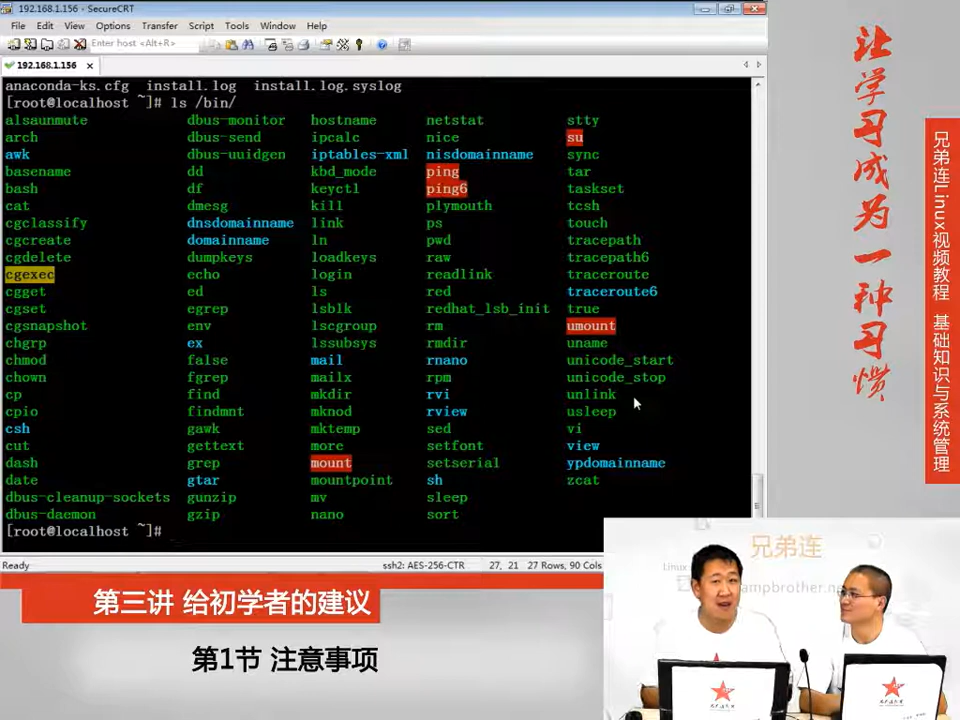 192.168.1.156 - SecureCRT
File Edit View Options Transfer Script Tools Window Help
Enter host <Alt+R>
192.168.1.156
anaconda-ks.cfg install.log install.log.syslog
[root@localhost ~]# ls /bin/
alsaunmute dbus-monitor hostname netstat stty
arch dbus-send ipcalc nice su
awk dbus-uuidgen iptables-xml nisdomainname sync
basename dd kbd_mode ping tar
bash df keyctl ping6 taskset
cat dmesg kill plymouth tcsh
cgclassify dnsdomainname link ps touch
cgcreate domainname ln pwd tracepath
cgdelete dumpkeys loadkeys raw tracepath6
cgexec echo login readlink traceroute
cgget ed ls red traceroute6
cgset egrep lsblk redhat_lsb_init true
cgsnapshot env lscgroup rm umount
chgrp ex lssubsys rmdir uname
chmod false mail rnano unicode_start
chown fgrep mailx rpm unicode_stop
cp find mkdir rvi unlink
cpio findmnt mknod rview usleep
csh gawk mktemp sed vi
cut gettext more setfont view
dash grep mount setserial ypdomainname
date gtar mountpoint sh zcat
dbus-cleanup-sockets gunzip mv sleep
dbus-daemon gzip nano sort
[root@localhost ~]#
Ready ssh2: AES-256-CTR 27, 21 27 Rows, 90 Cols
让学习成为一种习惯
兄弟连Linux视频教程 基础知识与系统管理
第三讲 给初学者的建议
第1节 注意事项
兄弟连